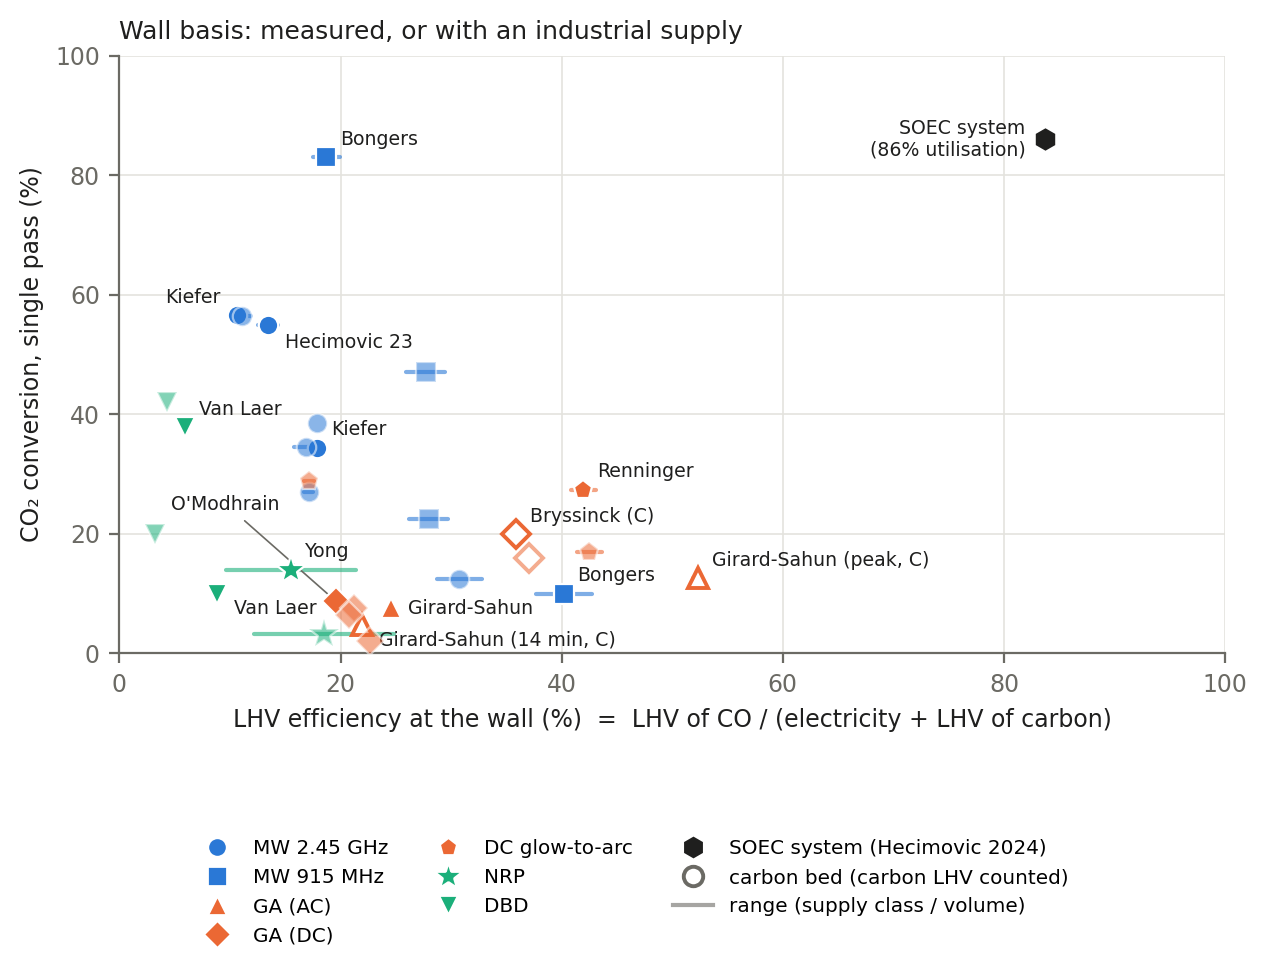 Wall basis: measured, or with an industrial supply
100
80
60
40
20
0
CO₂ conversion, single pass (%)
Bongers
SOEC system
(86% utilisation)
Kiefer
Hecimovic 23
Van Laer
Kiefer
Renninger
O'Modhrain
Bryssinck (C)
Yong
Girard-Sahun (peak, C)
Bongers
Van Laer
Girard-Sahun
Girard-Sahun (14 min, C)
0
20
40
60
80
100
LHV efficiency at the wall (%) = LHV of CO / (electricity + LHV of carbon)
MW 2.45 GHz
MW 915 MHz
GA (AC)
GA (DC)
DC glow-to-arc
NRP
DBD
SOEC system (Hecimovic 2024)
carbon bed (carbon LHV counted)
range (supply class / volume)